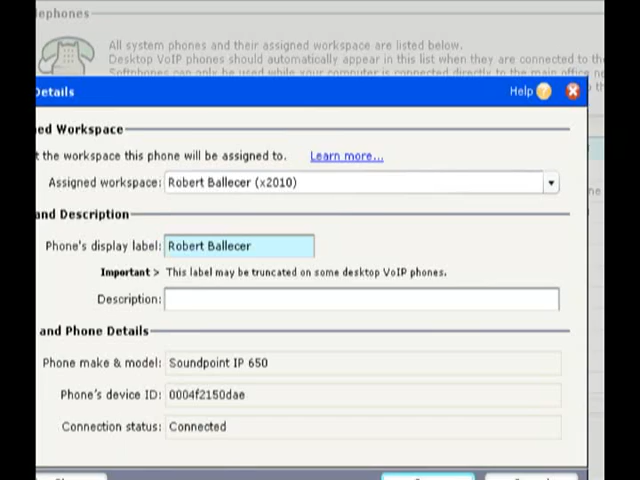 lephones
All system phones and their assigned workspace are listed below.
Desktop VoIP phones should automatically appear in this list when they are connected to the
Softphones can only be used while your computer is connected directly to the main office
Details
Help
ed Workspace
t the workspace this phone will be assigned to. Learn more...
Assigned workspace: Robert Ballecer (x2010)
and Description
Phone's display label: Robert Ballecer
Important > This label may be truncated on some desktop VoIP phones.
Description:
and Phone Details
Phone make & model: Soundpoint IP 650
Phone's device ID: 0004f2150dae
Connection status: Connected